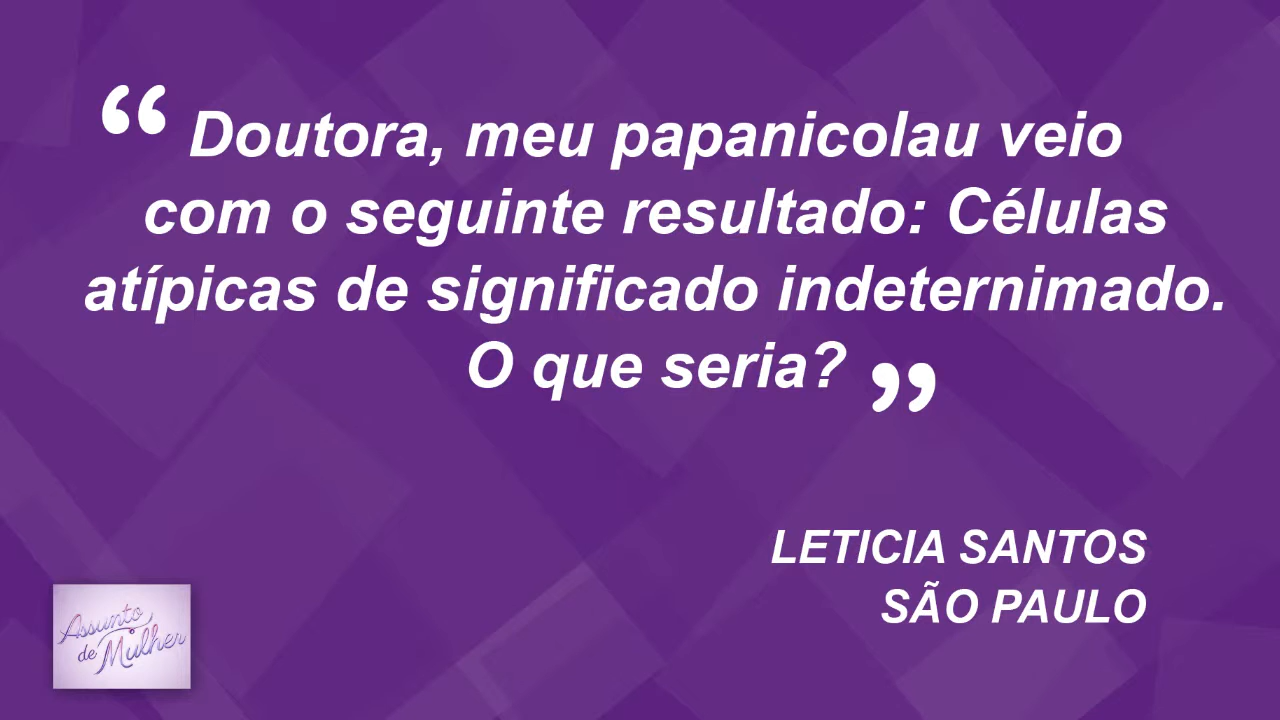 “ Doutora, meu papanicolau veio
com o seguinte resultado: Células
atípicas de significado indeternimado.
O que seria? ”
LETICIA SANTOS
SÃO PAULO
Assunto
de Mulher